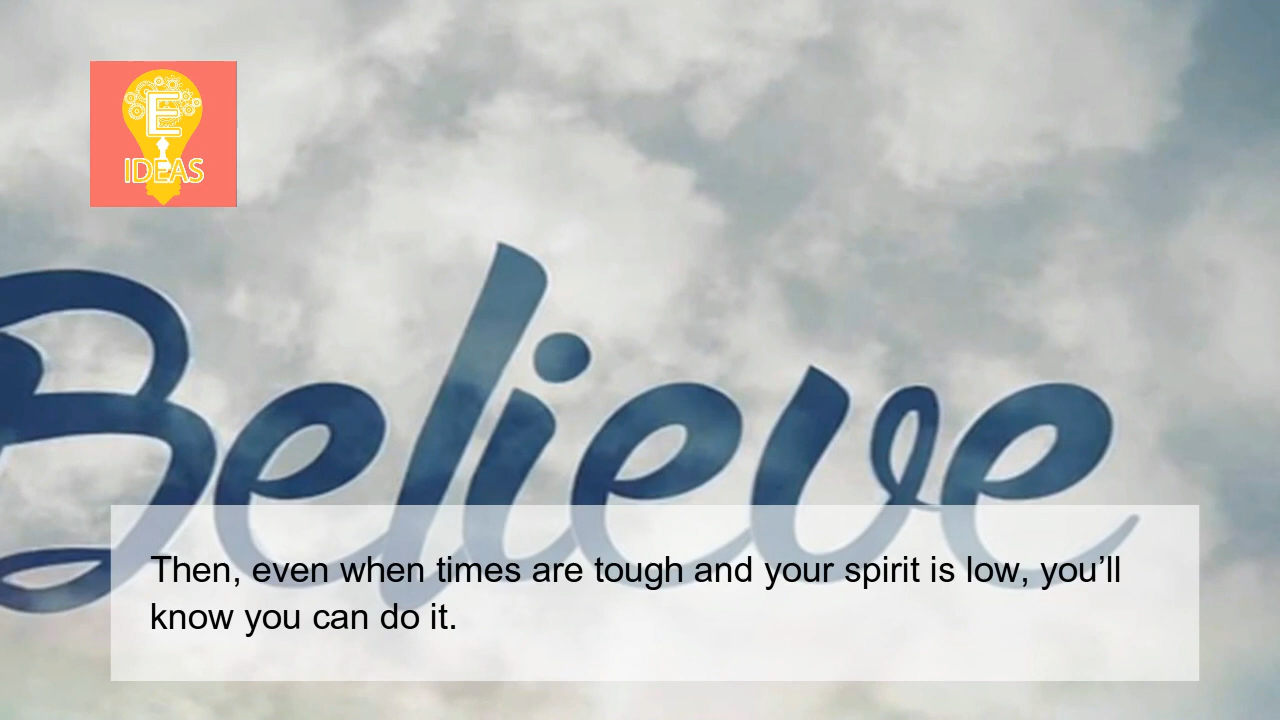 E
IDEAS
Believe
Then, even when times are tough and your spirit is low, you’ll
know you can do it.